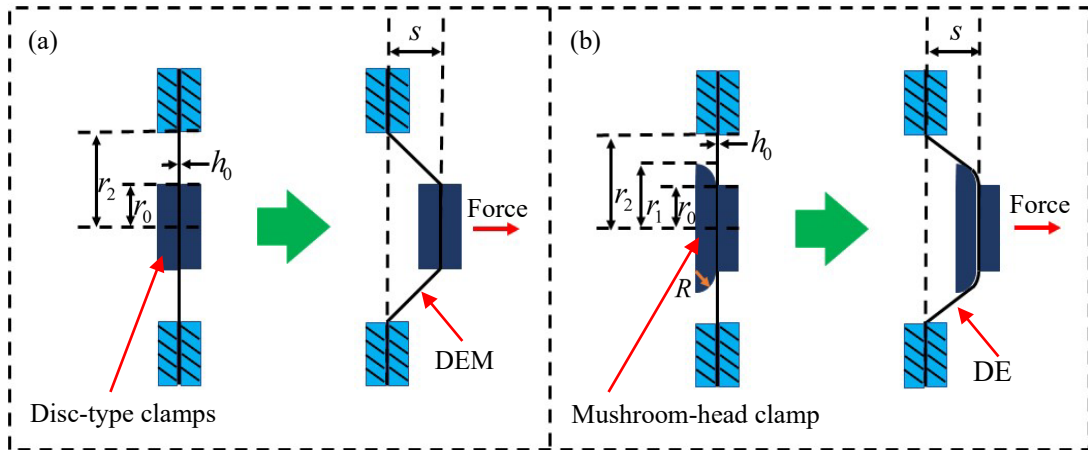 (a)
s
h₀
r₂
r₀
Force
DEM
Disc-type clamps
(b)
s
h₀
r₂
r₁
r₀
R
Force
DE
Mushroom-head clamp